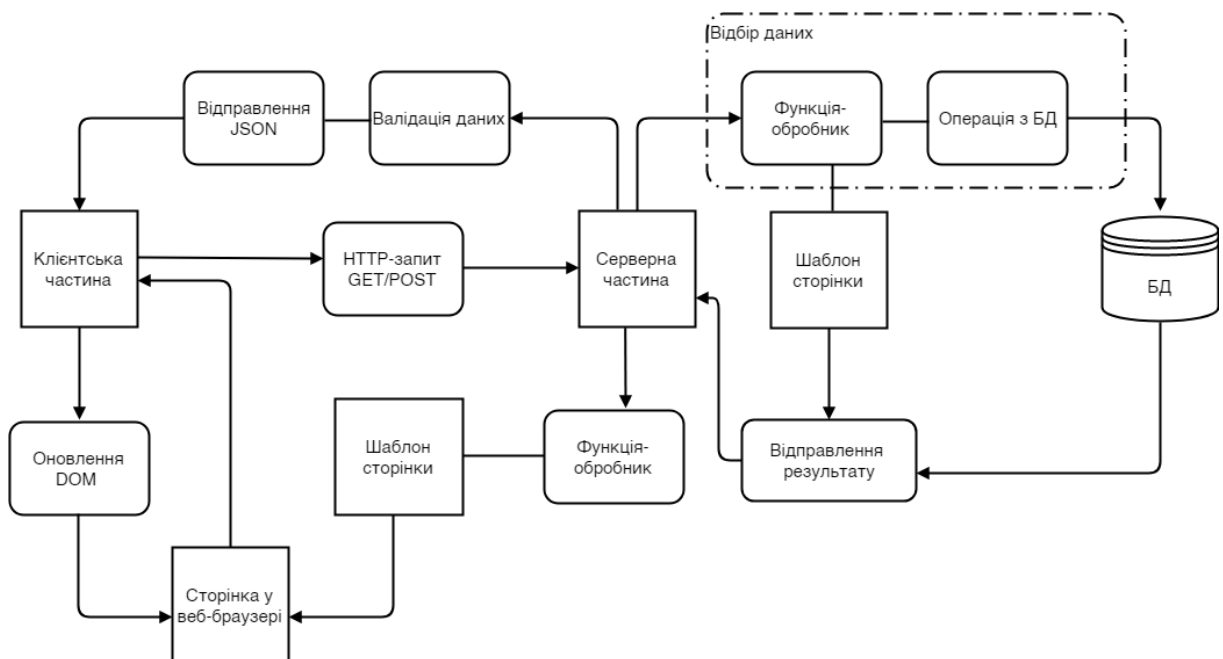 Відбір даних
Відправлення
JSON
Валідація даних
Функція-
обробник
Операція з БД
Клієнтська
частина
HTTP-запит
GET/POST
Серверна
частина
Шаблон
сторінки
БД
Оновлення
DOM
Шаблон
сторінки
Функція-
обробник
Відправлення
результату
Сторінка у
веб-браузері